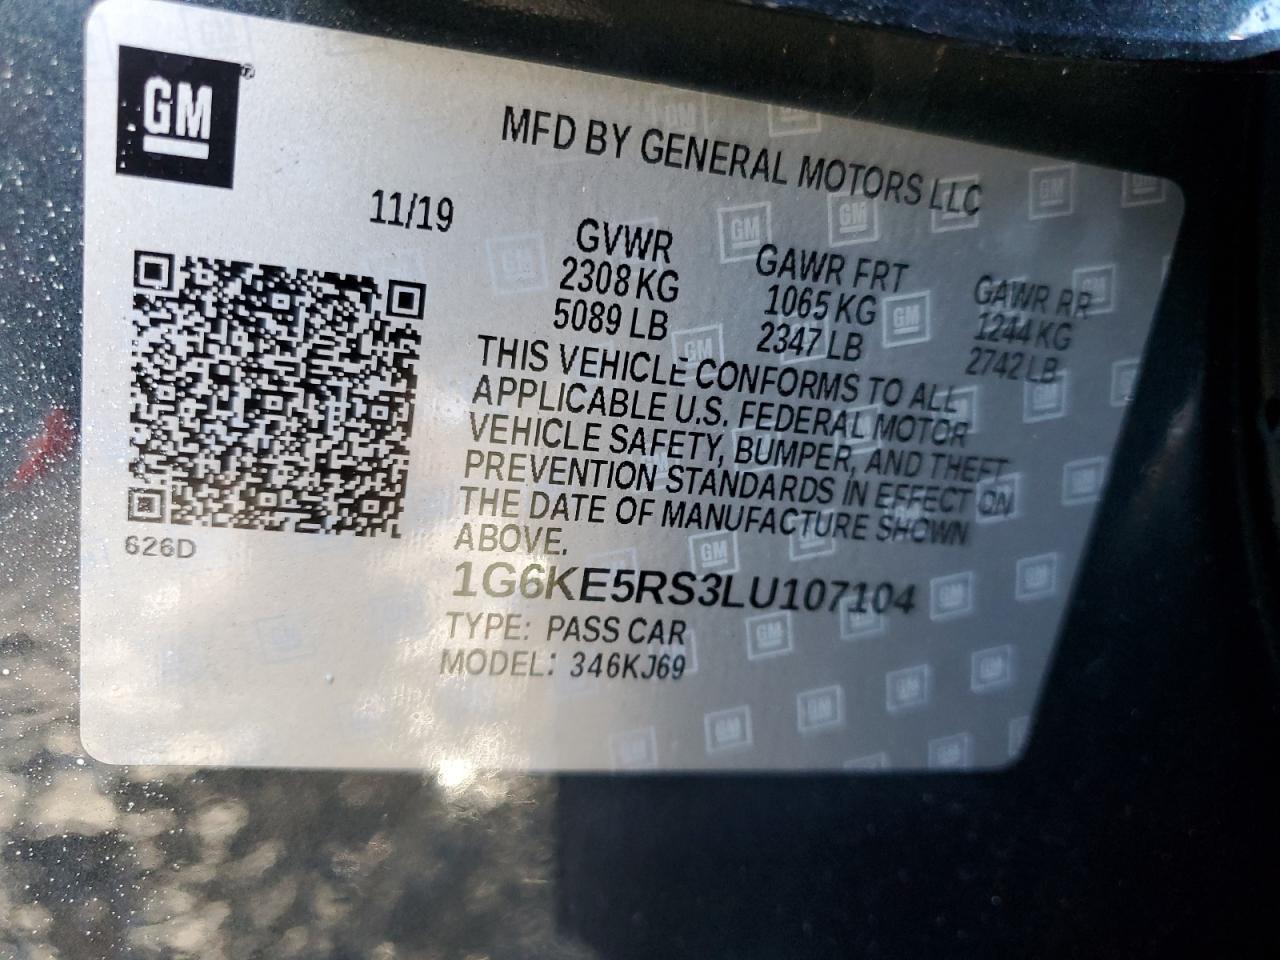 GM®
MFD BY GENERAL MOTORS LLC
11/19
GVWR
2308 KG
5089 LB
GAWR FRT
1065 KG
2347 LB
GAWR RR
1244 KG
2742 LB
THIS VEHICLE CONFORMS TO ALL
APPLICABLE U.S. FEDERAL MOTOR
VEHICLE SAFETY, BUMPER, AND THEFT
PREVENTION STANDARDS IN EFFECT ON
THE DATE OF MANUFACTURE SHOWN
ABOVE.
626D
1G6KE5RS3LU107104
TYPE: PASS CAR
MODEL: 346KJ69